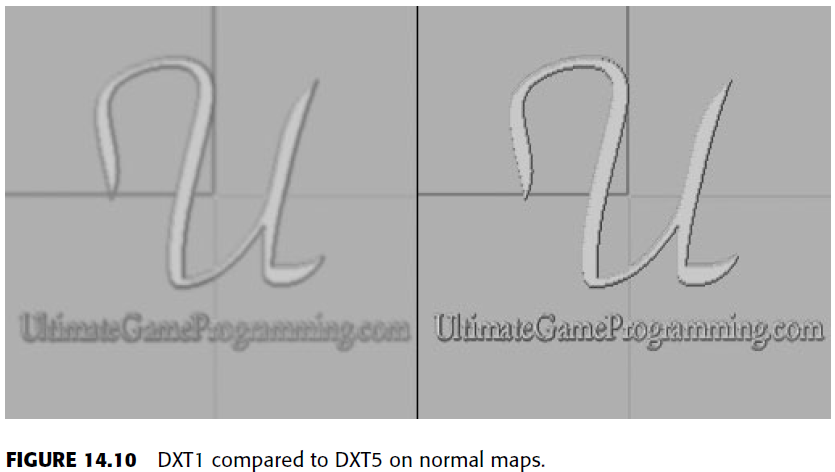 U
UltimateGameProgramming.com
U
UltimateGameProgramming.com
FIGURE 14.10 DXT1 compared to DXT5 on normal maps.